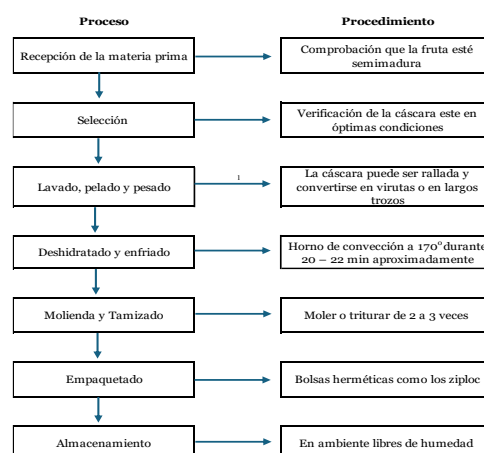 Proceso
Procedimiento
Recepción de la materia prima
Comprobación que la fruta esté
semimadura
Selección
Verificación de la cáscara este en
óptimas condiciones
Lavado, pelado y pesado
1
La cáscara puede ser rallada y
convertirse en virutas o en largos
trozos
Deshidratado y enfriado
Horno de convección a 170°durante
20 – 22 min aproximadamente
Molienda y Tamizado
Moler o triturar de 2 a 3 veces
Empaquetado
Bolsas herméticas como los ziploc
Almacenamiento
En ambiente libres de humedad